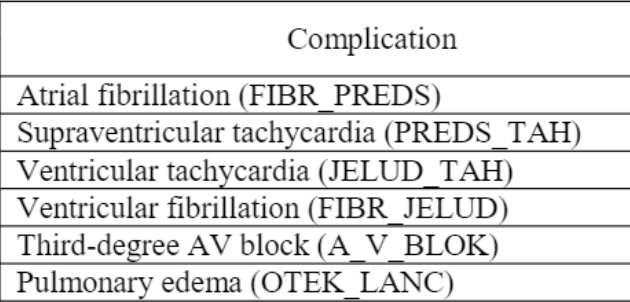 Complication
Atrial fibrillation (FIBR_PREDS)
Supraventricular tachycardia (PREDS_TAH)
Ventricular tachycardia (JELUD_TAH)
Ventricular fibrillation (FIBR_JELUD)
Third-degree AV block (A_V_BLOK)
Pulmonary edema (OTEK_LANC)